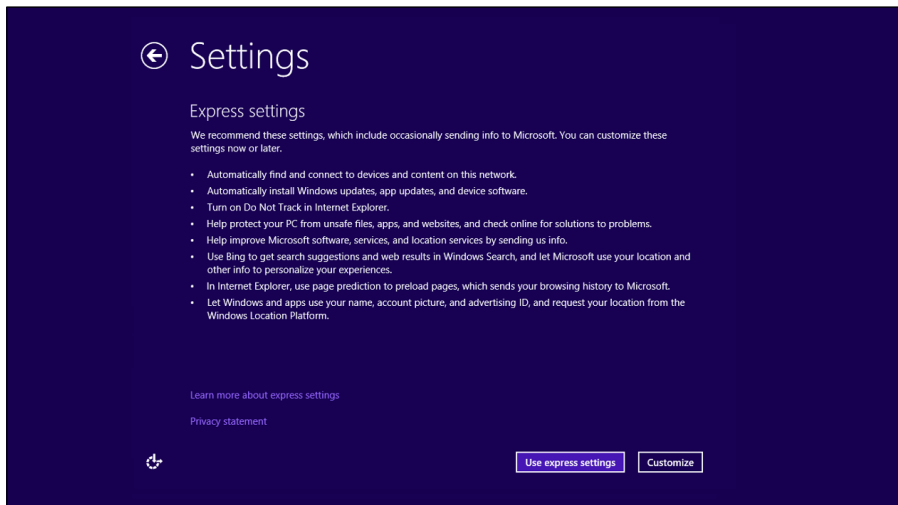 Settings
Express settings
We recommend these settings, which include occasionally sending info to Microsoft. You can customize these
settings now or later.
• Automatically find and connect to devices and content on this network.
• Automatically install Windows updates, app updates, and device software.
• Turn on Do Not Track in Internet Explorer.
• Help protect your PC from unsafe files, apps, and websites, and check online for solutions to problems.
• Help improve Microsoft software, services, and location services by sending us info.
• Use Bing to get search suggestions and web results in Windows Search, and let Microsoft use your location and
other info to personalize your experiences.
• In Internet Explorer, use page prediction to preload pages, which sends your browsing history to Microsoft.
• Let Windows and apps use your name, account picture, and advertising ID, and request your location from the
Windows Location Platform.
Learn more about express settings
Privacy statement
Use express settings
Customize